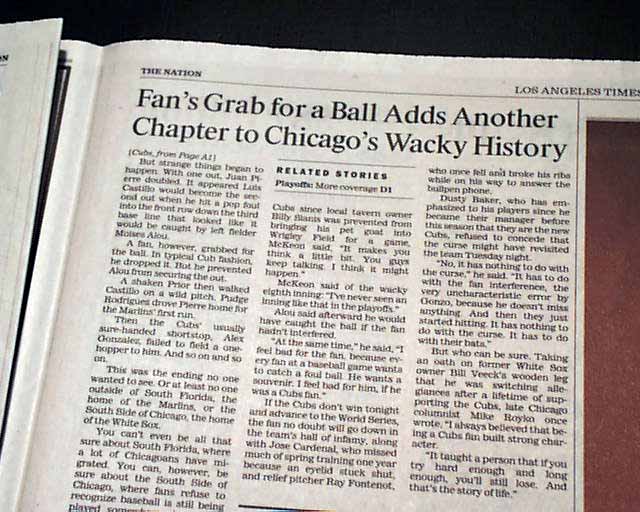 THE NATION
LOS ANGELES TIMES
Fan's Grab for a Ball Adds Another
Chapter to Chicago's Wacky History
[Cubs, from Page A1]
But strange things began to
happen. With one out, Juan Pi-
erre doubled. It appeared Luis
Castillo would become the sec-
ond out when he hit a pop foul
into the front row down the third
base line that looked like it
would be caught by left fielder
Moises Alou.
A fan, however, grabbed for
the ball. In typical Cub fashion,
he dropped it. But he prevented
Alou from securing the out.
A shaken Prior then walked
Castillo on a wild pitch, Pudge
Rodrigues drove Pierre home for
the Marlins' first run.
Then the Cubs' usually
sure-handed shortstop, Alex
Gonzalez, failed to field a one-
hopper to him. And so on and so
on.
This was the ending no one
wanted to see. Or at least no one
outside of South Florida, the
home of the Marlins, or the
South Side of Chicago, the home
of the White Sox.
You can't even be all that
sure about South Florida, where
a lot of Chicagoans have mi-
grated. You can, however, be
sure about the South Side of
Chicago, where fans refuse to
recognize baseball is still being
played
RELATED STORIES
Playoffs: More coverage D1
Cubs since local tavern owner
Billy Sianis was prevented from
bringing his pet goat into
Wrigley Field for a game,
McKeon said, "It makes you
think a little bit. You guys
keep talking. I think it might
happen."
McKeon said of the wacky
eighth inning: "I've never seen an
inning like that in the playoffs."
Alou said afterward he would
have caught the ball if the fan
hadn't interfered.
"At the same time," he said, "I
feel bad for the fan, because ev-
ery fan at a baseball game wants
to catch a foul ball. He wants a
souvenir. I feel bad for him, if he
was a Cubs fan."
If the Cubs don't win tonight
and advance to the World Series,
the fan no doubt will go down in
the team's hall of infamy, along
with Jose Cardenal, who missed
much of spring training one year
because an eyelid stuck shut,
and relief pitcher Ray Fontenot,
who once fell and broke his ribs
while on his way to answer the
bullpen phone.
Dusty Baker, who has em-
phasized to his players since he
became their manager before
this season that they are the new
Cubs, refused to concede that
the curse might have revisited
the team Tuesday night.
"No, it has nothing to do with
the curse," he said. "It has to do
with the fan interference, the
very uncharacteristic error by
Gonzo, because he doesn't miss
anything. And then they just
started hitting. It has nothing to
do with the curse. It has to do
with their bats."
But who can be sure. Taking
an oath on former White Sox
owner Bill Veeck's wooden leg
that he was switching alle-
giances after a lifetime of sup-
porting the Cubs, late Chicago
columnist Mike Royko once
wrote, "I always believed that be-
ing a Cubs fan built strong char-
acter.
"It taught a person that if you
try hard enough and long
enough, you'll still lose. And
that's the story of life."